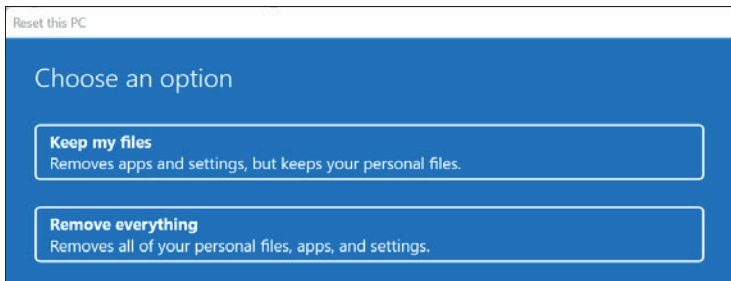 Reset this PC
Choose an option
Keep my files
Removes apps and settings, but keeps your personal files.
Remove everything
Removes all of your personal files, apps, and settings.